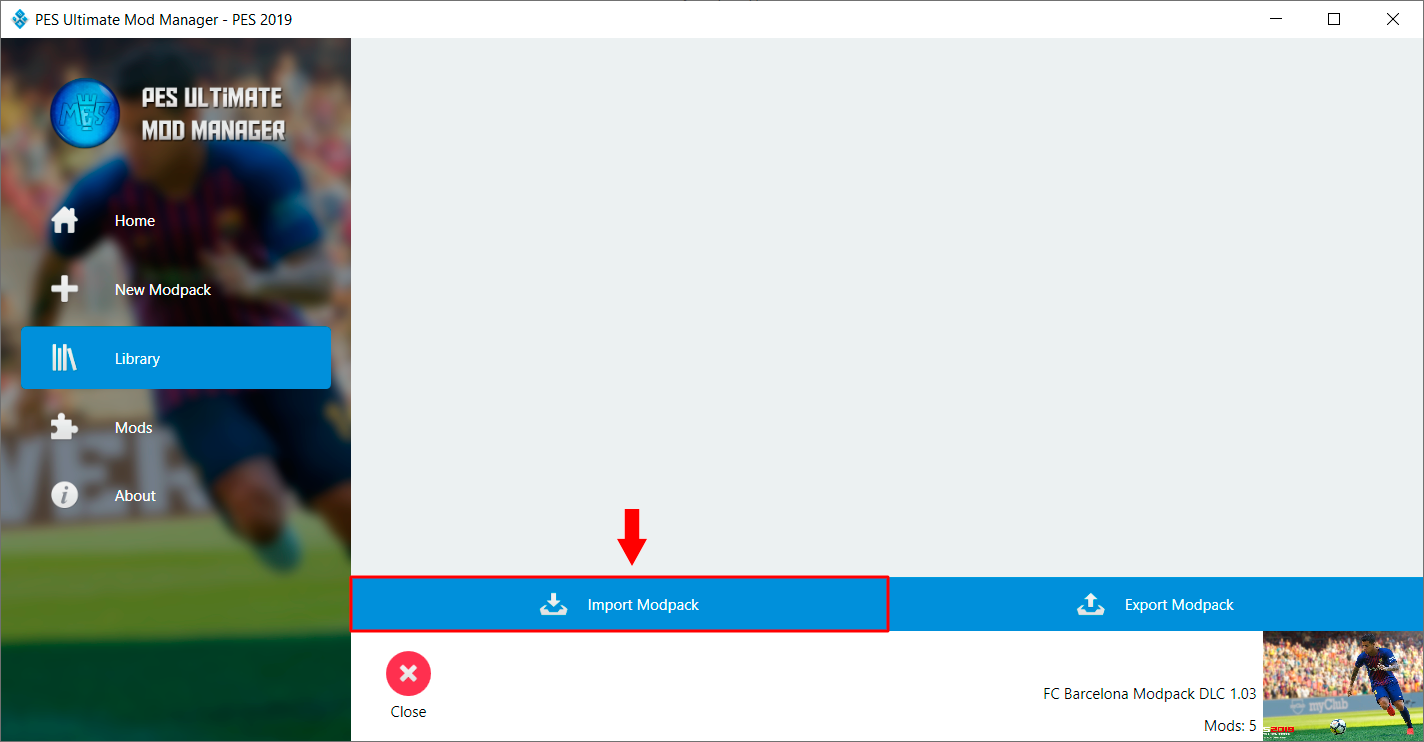 PES Ultimate Mod Manager - PES 2019
PES ULTiMATE
MOD MANAGER
MES
Home
New Modpack
Library
Mods
About
Import Modpack
Export Modpack
Close
FC Barcelona Modpack DLC 1.03
Mods: 5
myClub